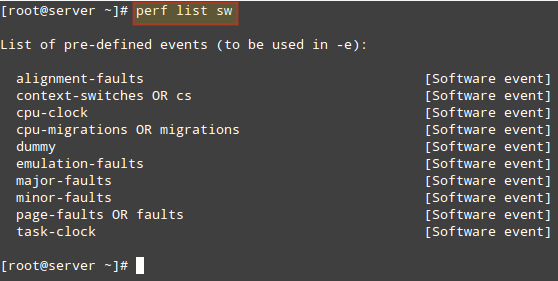 [root@server ~]# perf list sw
List of pre-defined events (to be used in -e):
alignment-faults [Software event]
context-switches OR cs [Software event]
cpu-clock [Software event]
cpu-migrations OR migrations [Software event]
dummy [Software event]
emulation-faults [Software event]
major-faults [Software event]
minor-faults [Software event]
page-faults OR faults [Software event]
task-clock [Software event]
[root@server ~]#